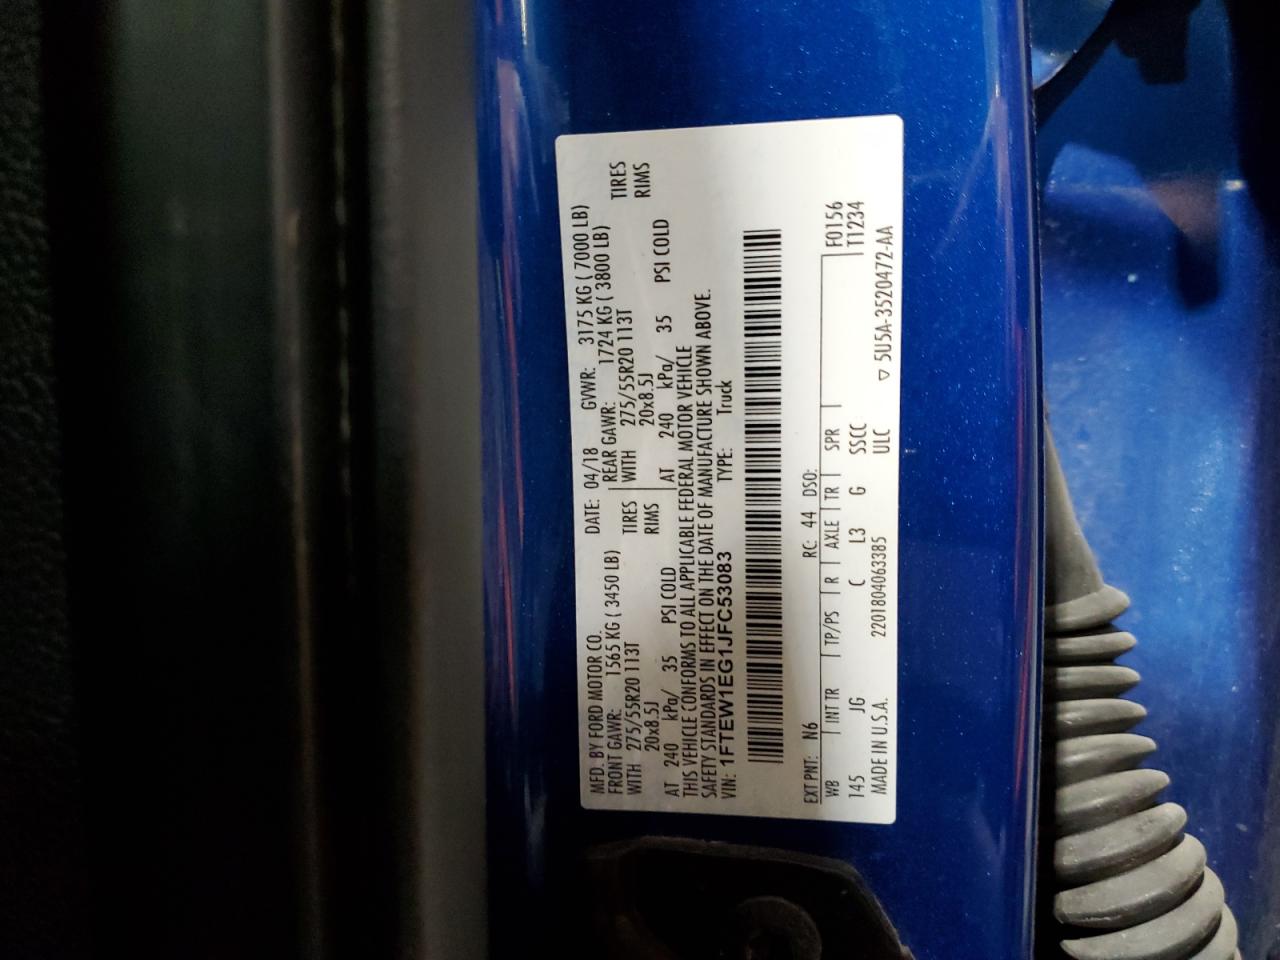 MFD. BY FORD MOTOR CO. DATE: 04/18 GVWR: 3175 KG ( 7000 LB)
FRONT GAWR: 1565 KG ( 3450 LB) REAR GAWR: 1724 KG ( 3800 LB)
WITH 275/55R20 113T TIRES WITH 275/55R20 113T TIRES
20x8.5J RIMS 20x8.5J RIMS
AT 240 kPa/ 35 PSI COLD AT 240 kPa/ 35 PSI COLD
THIS VEHICLE CONFORMS TO ALL APPLICABLE FEDERAL MOTOR VEHICLE
SAFETY STANDARDS IN EFFECT ON THE DATE OF MANUFACTURE SHOWN ABOVE.
VIN: 1FTEW1EG1JFC53083 TYPE: Truck
EXT PNT: N6 RC: 44 DSO:
WB INT TR TP/PS R AXLE TR SPR F0156
145 JG C L3 G SSCC T1234
MADE IN U.S.A. 2201804063385 ULC ▽ 5U5A-3520472-AA